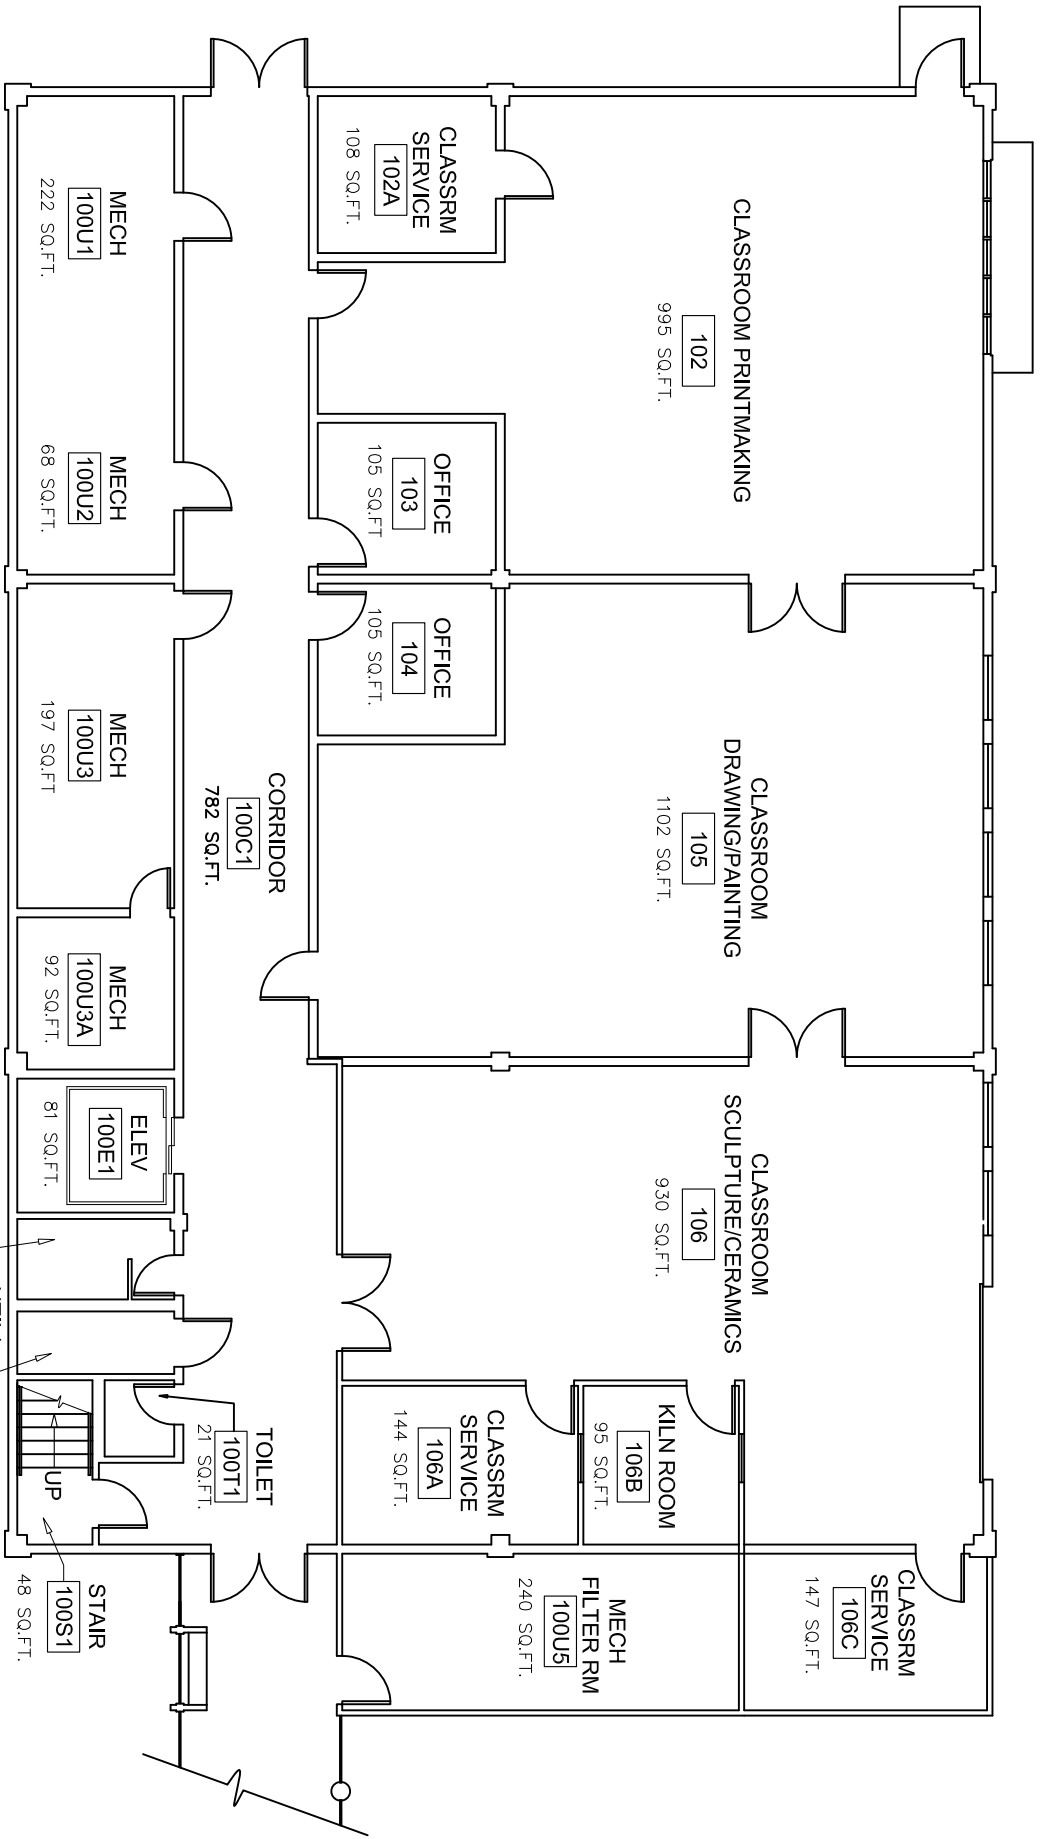 CLASSRM
SERVICE
102A
108 SQ.FT.
CLASSROOM PRINTMAKING
102
995 SQ.FT.
MECH
100U1
222 SQ.FT.
MECH
100U2
68 SQ.FT.
OFFICE
103
105 SQ.FT
OFFICE
104
105 SQ.FT.
CLASSROOM
DRAWING/PAINTING
105
1102 SQ.FT.
MECH
100U3
197 SQ.FT
CORRIDOR
100C1
782 SQ.FT.
MECH
100U3A
92 SQ.FT.
ELEV
100E1
81 SQ.FT.
CLASSROOM
SCULPTURE/CERAMICS
106
930 SQ.FT.
CLASSRM
SERVICE
106A
144 SQ.FT.
KILN ROOM
106B
95 SQ.FT.
TOILET
100T1
21 SQ.FT.
UP
STAIR
100S1
48 SQ.FT.
MECH
FILTER RM
100U5
240 SQ.FT.
CLASSRM
SERVICE
106C
147 SQ.FT.